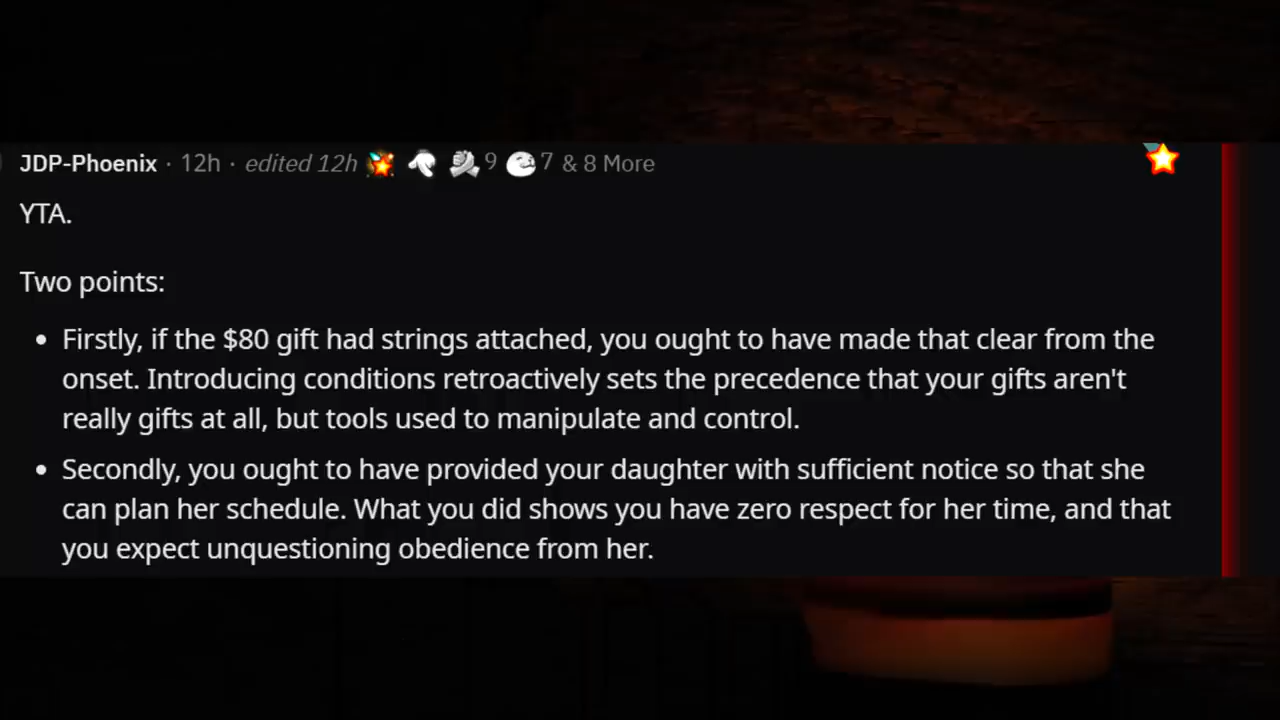 JDP-Phoenix · 12h · edited 12h 9 7 & 8 More
YTA.
Two points:
• Firstly, if the $80 gift had strings attached, you ought to have made that clear from the
onset. Introducing conditions retroactively sets the precedence that your gifts aren't
really gifts at all, but tools used to manipulate and control.
• Secondly, you ought to have provided your daughter with sufficient notice so that she
can plan her schedule. What you did shows you have zero respect for her time, and that
you expect unquestioning obedience from her.